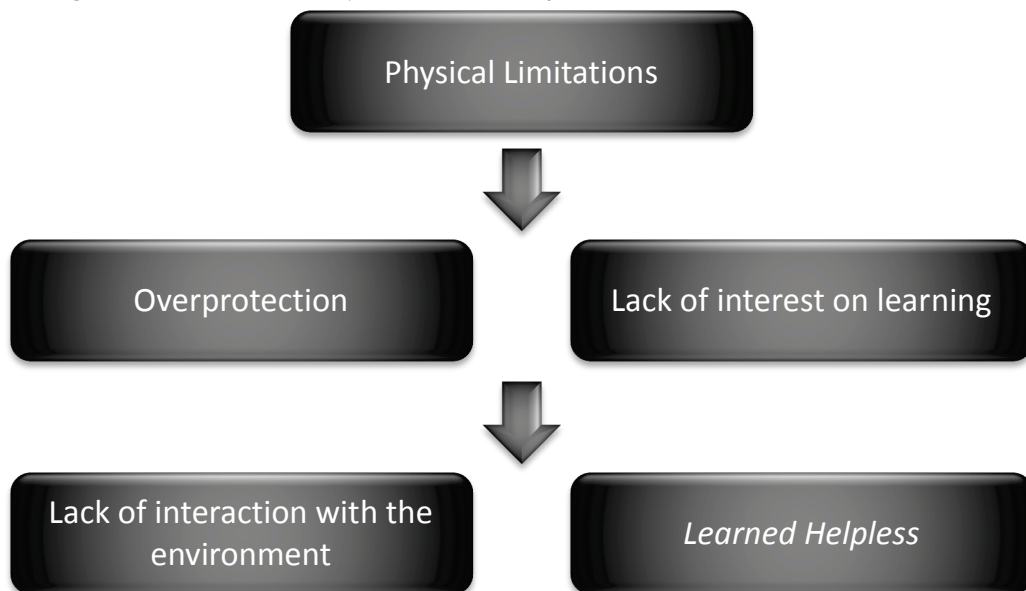 Physical Limitations
Overprotection
Lack of interest on learning
Lack of interaction with the
environment
Learned Helpless